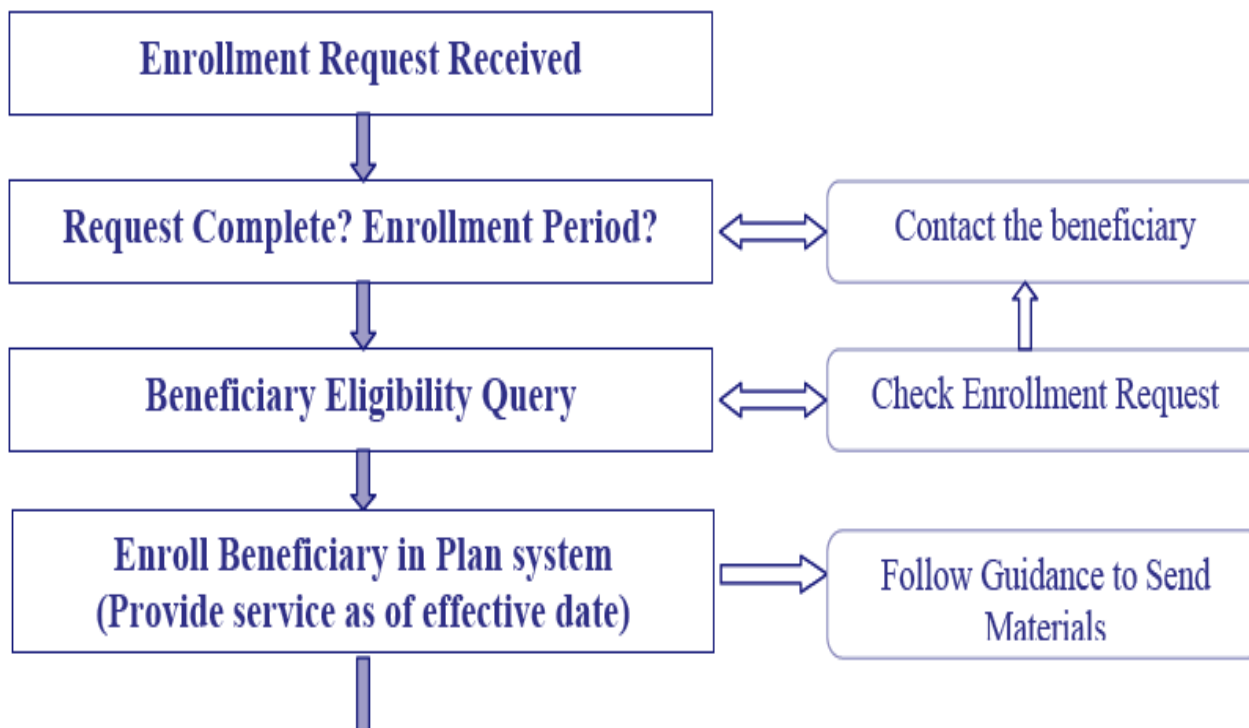 Enrollment Request Received
Request Complete? Enrollment Period?
Contact the beneficiary
Beneficiary Eligibility Query
Check Enrollment Request
Enroll Beneficiary in Plan system
(Provide service as of effective date)
Follow Guidance to Send
Materials